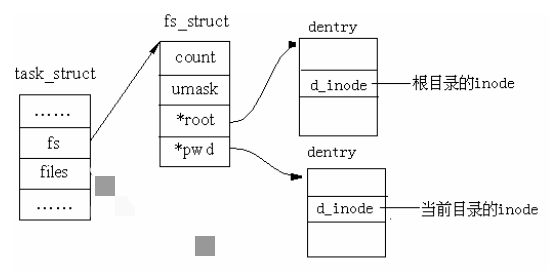 fs_struct
dentry
task_struct
count
umask
*root
*pwd
d_inode
根目录的inode
……
fs
files
……
dentry
d_inode
当前目录的inode